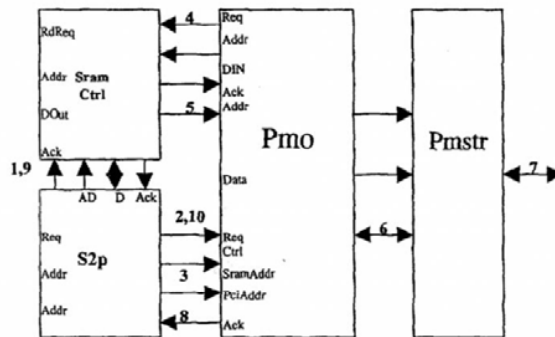 RdReq
Addr
Sram
Ctrl
DOut
Ack
4
5
Req
Addr
DIN
Ack
Addr
Pmo
Data
Req
Ctrl
SramAddr
PciAddr
Ack
Pmstr
6
7
1,9
AD
D
Ack
Req
S2p
Addr
Addr
2,10
3
8